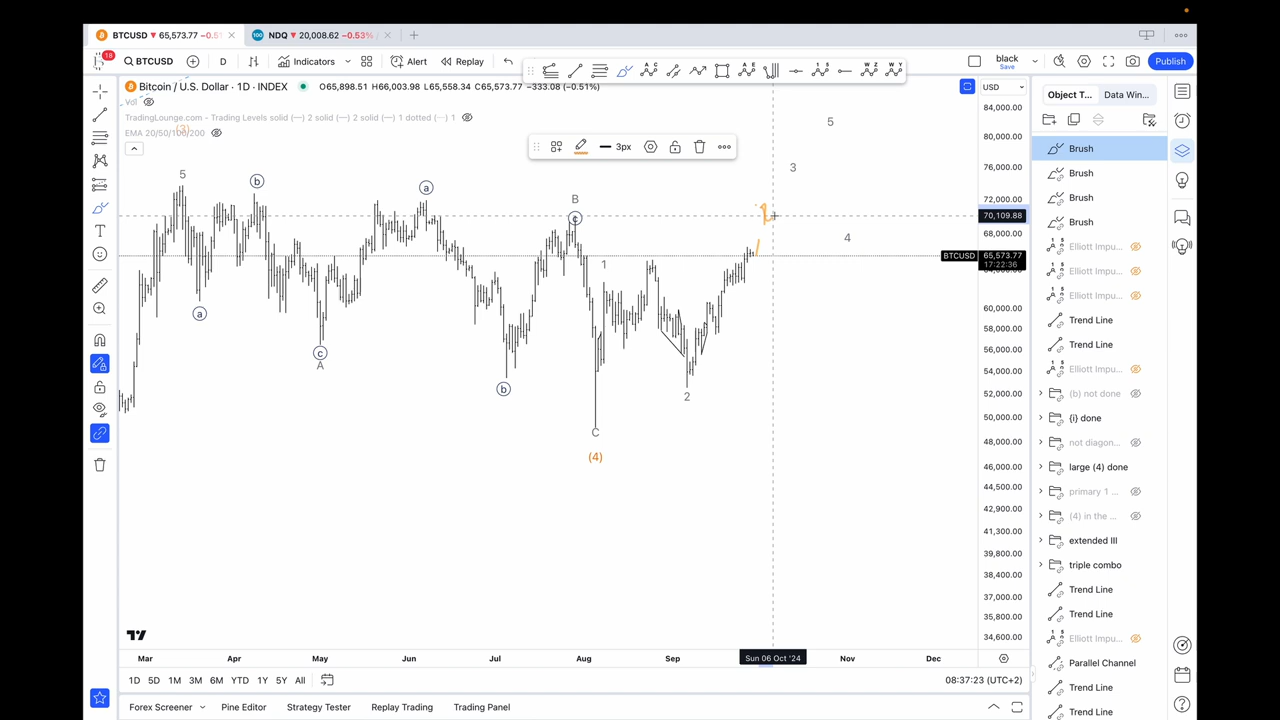 BTCUSD ▼ 65,573.77 -0.5
NDQ ▼ 20,008.62 -0.53%
18
BTCUSD
D
Indicators
Alert
Replay
black
Save
Publish
Bitcoin / U.S. Dollar · 1D · INDEX
O65,898.51 H66,003.98 L65,558.34 C65,573.77 -333.08 (-0.51%)
Vol
TradingLounge.com - Trading Levels solid (—) 2 solid (—) 2 solid (—) 1 dotted (···) 1
EMA 20/50/100/200
(3)
3px
USD
84,000.00
80,000.00
76,000.00
72,000.00
70,109.88
68,000.00
BTCUSD
65,573.77
17:22:36
60,000.00
58,000.00
56,000.00
54,000.00
52,000.00
50,000.00
48,000.00
46,000.00
44,500.00
42,900.00
41,300.00
39,800.00
38,400.00
37,000.00
35,800.00
34,600.00
5
b
a
B
c
3
5
4
1
a
c
A
b
2
C
(4)
Mar
Apr
May
Jun
Jul
Aug
Sep
Sun 06 Oct '24
Nov
Dec
1D
5D
1M
3M
6M
YTD
1Y
5Y
All
08:37:23 (UTC+2)
Forex Screener
Pine Editor
Strategy Tester
Replay Trading
Trading Panel
Object T...
Data Win...
Brush
Brush
Brush
Brush
Elliott Impu...
Elliott Impu...
Elliott Impu...
Trend Line
Trend Line
Elliott Impu...
(b) not done
{i} done
not diagon...
large (4) done
primary 1 ...
(4) in the ...
extended III
triple combo
Trend Line
Trend Line
Elliott Impu...
Parallel Channel
Trend Line
Trend Line